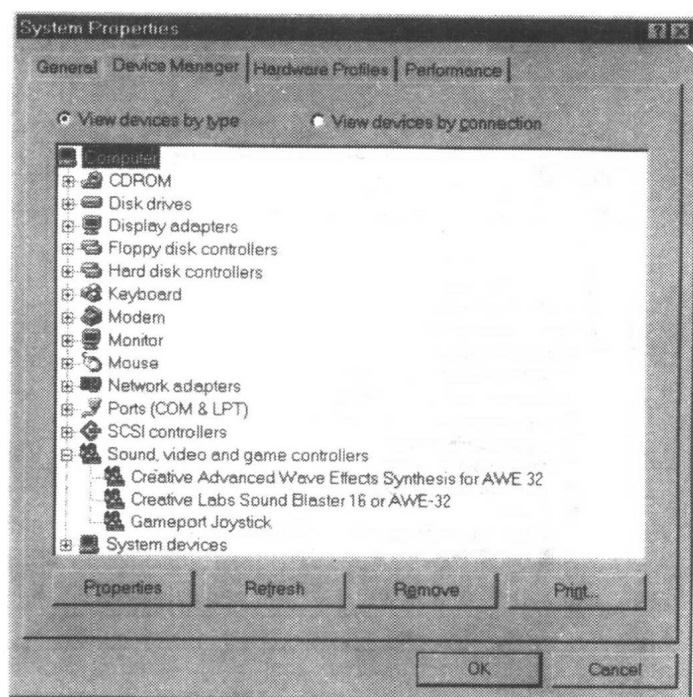 System Properties
General Device Manager Hardware Profiles Performance
View devices by type View devices by connection
Computer
CDROM
Disk drives
Display adapters
Floppy disk controllers
Hard disk controllers
Keyboard
Modem
Monitor
Mouse
Network adapters
Ports (COM & LPT)
SCSI controllers
Sound, video and game controllers
Creative Advanced Wave Effects Synthesis for AWE 32
Creative Labs Sound Blaster 16 or AWE-32
Gameport Joystick
System devices
Properties Refresh Remove Print...
OK Cancel